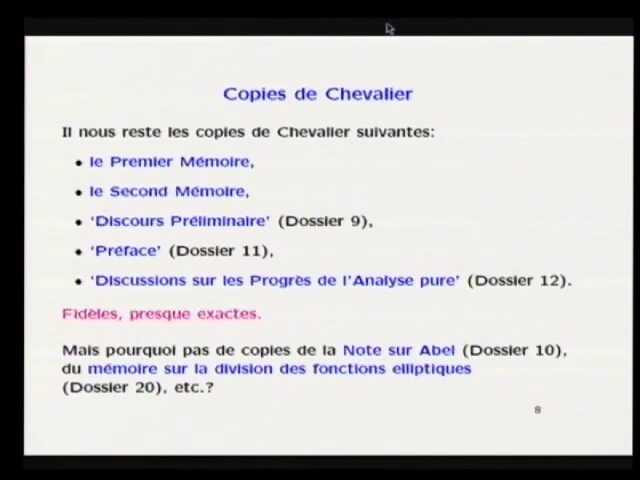 Copies de Chevalier
Il nous reste les copies de Chevalier suivantes:
• le Premier Mémoire,
• le Second Mémoire,
• ‘Discours Préliminaire’ (Dossier 9),
• ‘Préface’ (Dossier 11),
• ‘Discussions sur les Progrès de l’Analyse pure’ (Dossier 12).
Fidèles, presque exactes.
Mais pourquoi pas de copies de la Note sur Abel (Dossier 10),
du mémoire sur la division des fonctions elliptiques
(Dossier 20), etc.?
8